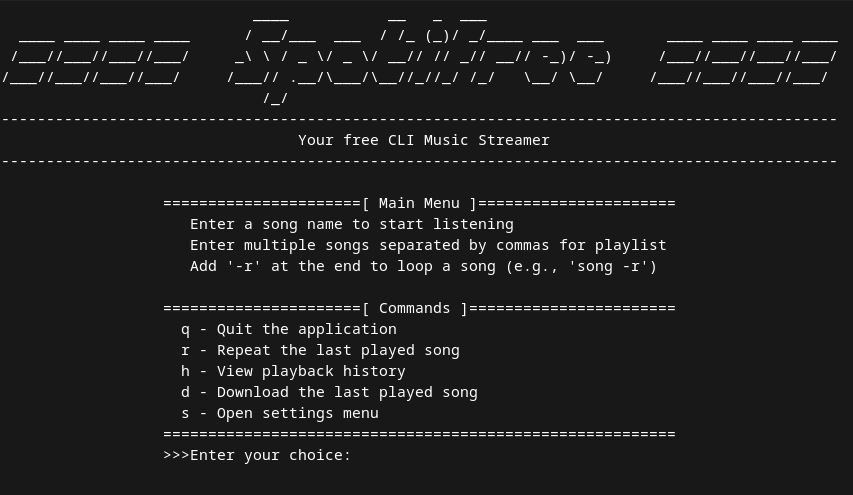 Spotifree
Your free CLI Music Streamer
======================[ Main Menu ]======================
Enter a song name to start listening
Enter multiple songs separated by commas for playlist
Add '-r' at the end to loop a song (e.g., 'song -r')
======================[ Commands ]=======================
q - Quit the application
r - Repeat the last played song
h - View playback history
d - Download the last played song
s - Open settings menu
=========================================================
>>>Enter your choice: